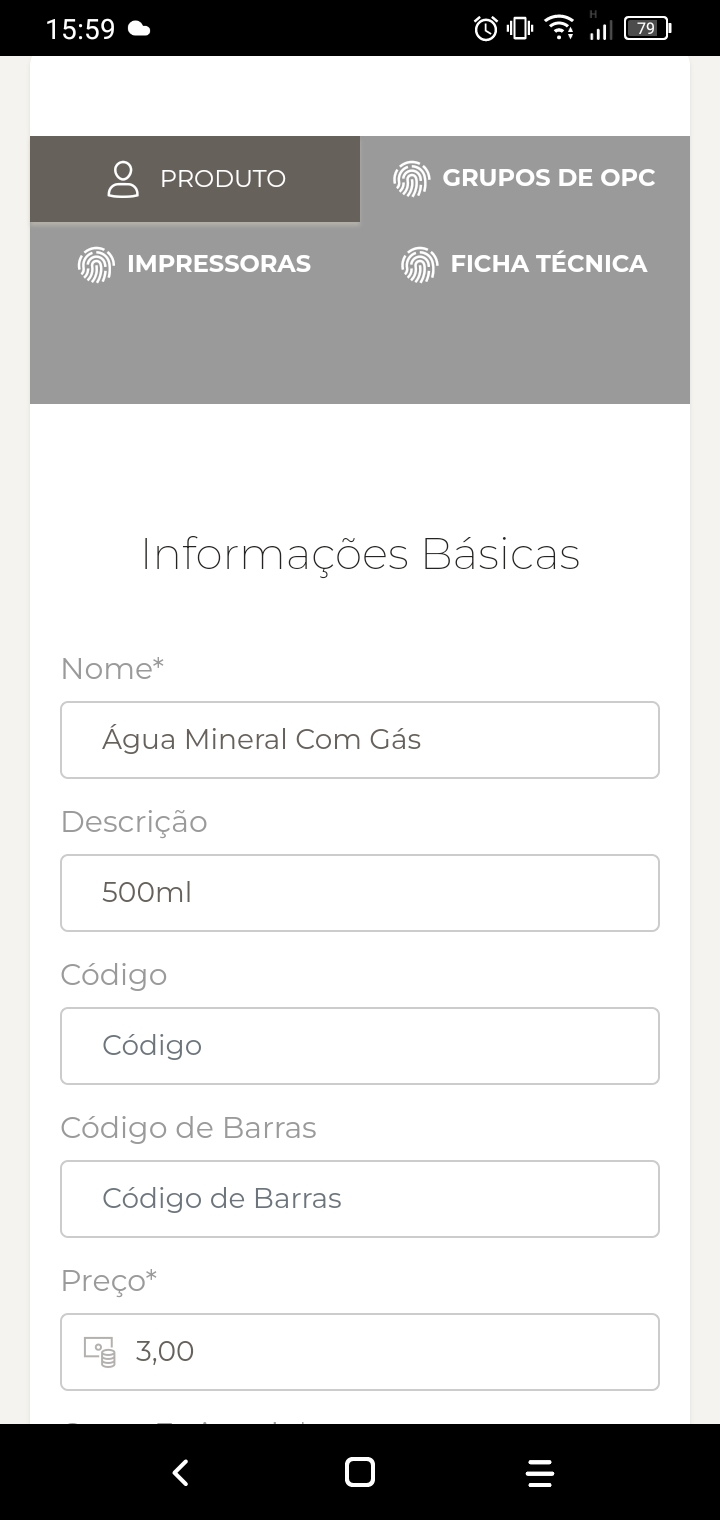 15:59
H
79
PRODUTO
GRUPOS DE OPC
IMPRESSORAS
FICHA TÉCNICA
Informações Básicas
Nome*
Água Mineral Com Gás
Descrição
500ml
Código
Código
Código de Barras
Código de Barras
Preço*
3,00